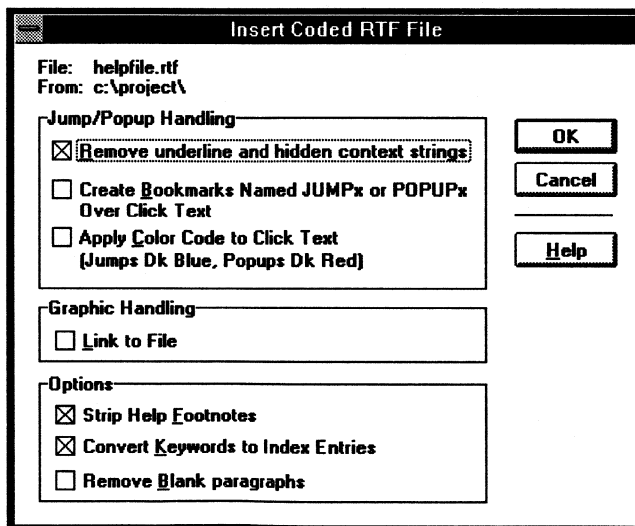 Insert Coded RTF File
File: helpfile.rtf
From: c:\project\
Jump/Popup Handling
Remove underline and hidden context strings
Create Bookmarks Named JUMPx or POPUPx
Over Click Text
Apply Color Code to Click Text
(Jumps Dk Blue, Popups Dk Red)
OK
Cancel
Help
Graphic Handling
Link to File
Options
Strip Help Footnotes
Convert Keywords to Index Entries
Remove Blank paragraphs